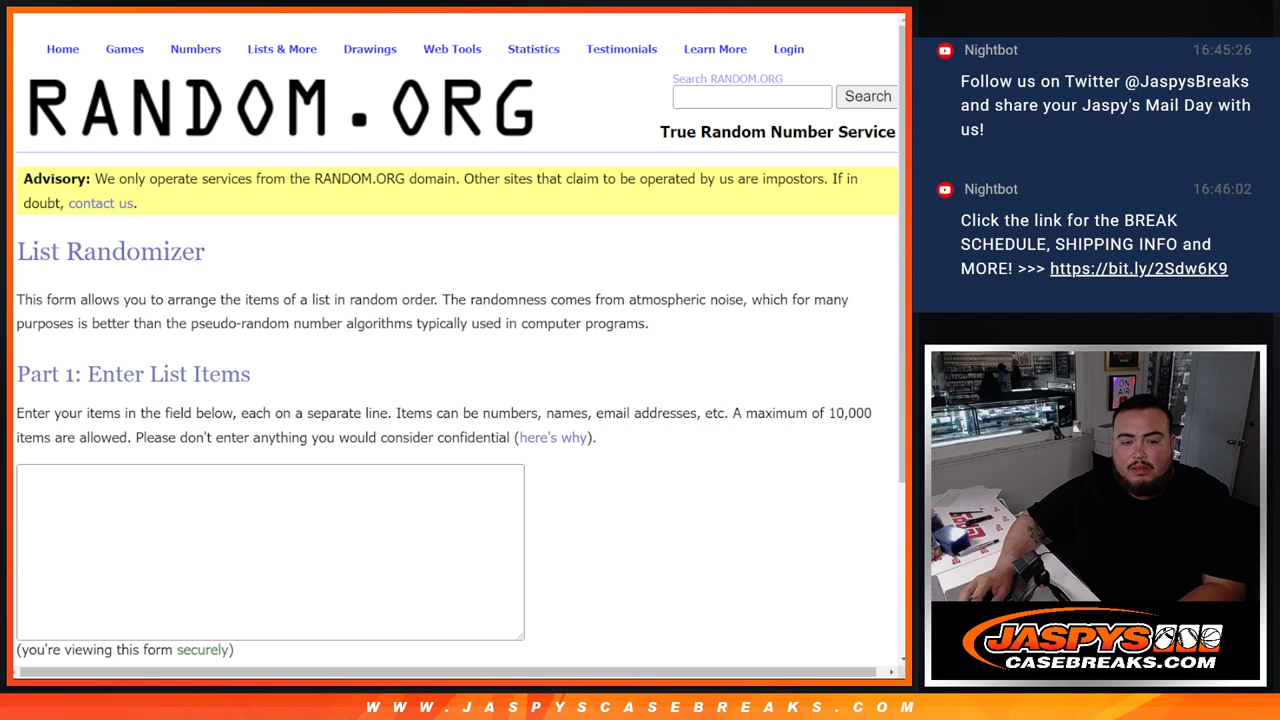 Home Games Numbers Lists & More Drawings Web Tools Statistics Testimonials Learn More Login
RANDOM.ORG
Search RANDOM.ORG
Search
True Random Number Service
Advisory: We only operate services from the RANDOM.ORG domain. Other sites that claim to be operated by us are impostors. If in
doubt, contact us.
List Randomizer
This form allows you to arrange the items of a list in random order. The randomness comes from atmospheric noise, which for many
purposes is better than the pseudo-random number algorithms typically used in computer programs.
Part 1: Enter List Items
Enter your items in the field below, each on a separate line. Items can be numbers, names, email addresses, etc. A maximum of 10,000
items are allowed. Please don't enter anything you would consider confidential (here's why).
(you're viewing this form securely)
Nightbot 16:45:26
Follow us on Twitter @JaspysBreaks
and share your Jaspy's Mail Day with
us!
Nightbot 16:46:02
Click the link for the BREAK
SCHEDULE, SHIPPING INFO and
MORE! >>> https://bit.ly/2Sdw6K9
ON
AIR
JASPYS
CASEBREAKS.COM
WWW.JASPYSCASEBREAKS.COM